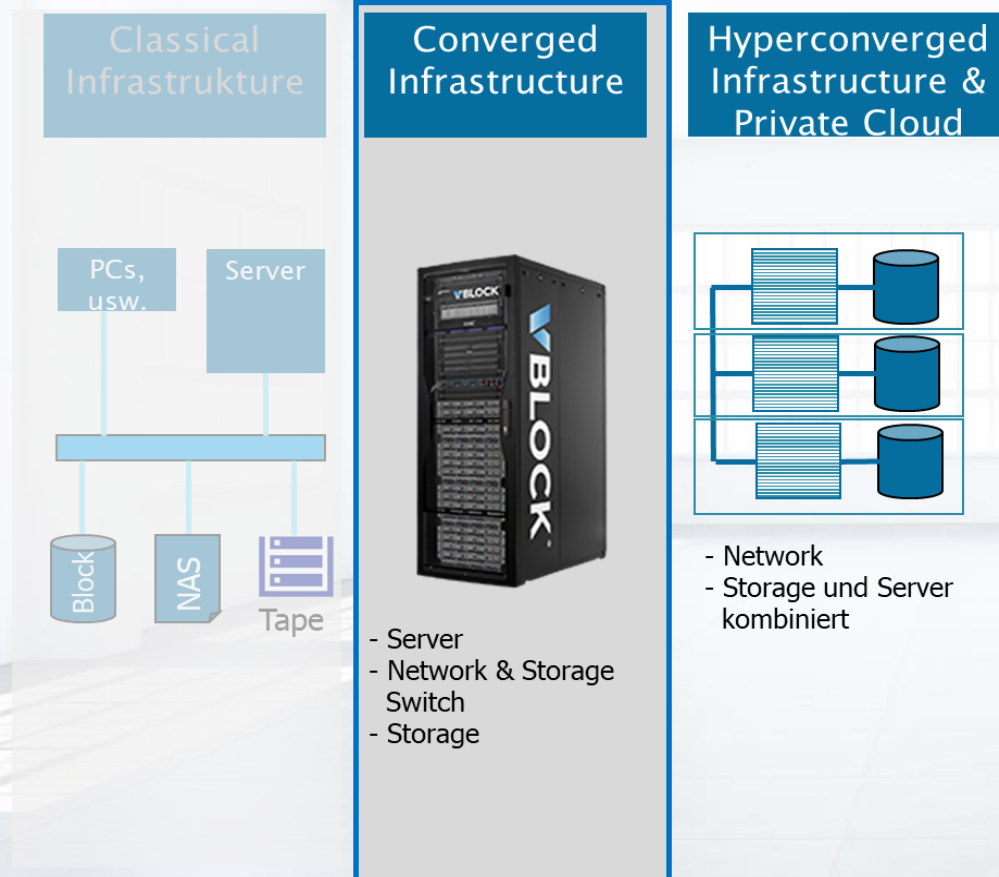 Classical
Infrastrukture
PCs,
usw.
Server
Block
NAS
Tape
Converged
Infrastructure
VBLOCK
VBLOCK
- Server
- Network & Storage
Switch
- Storage
Hyperconverged
Infrastructure &
Private Cloud
- Network
- Storage und Server
kombiniert